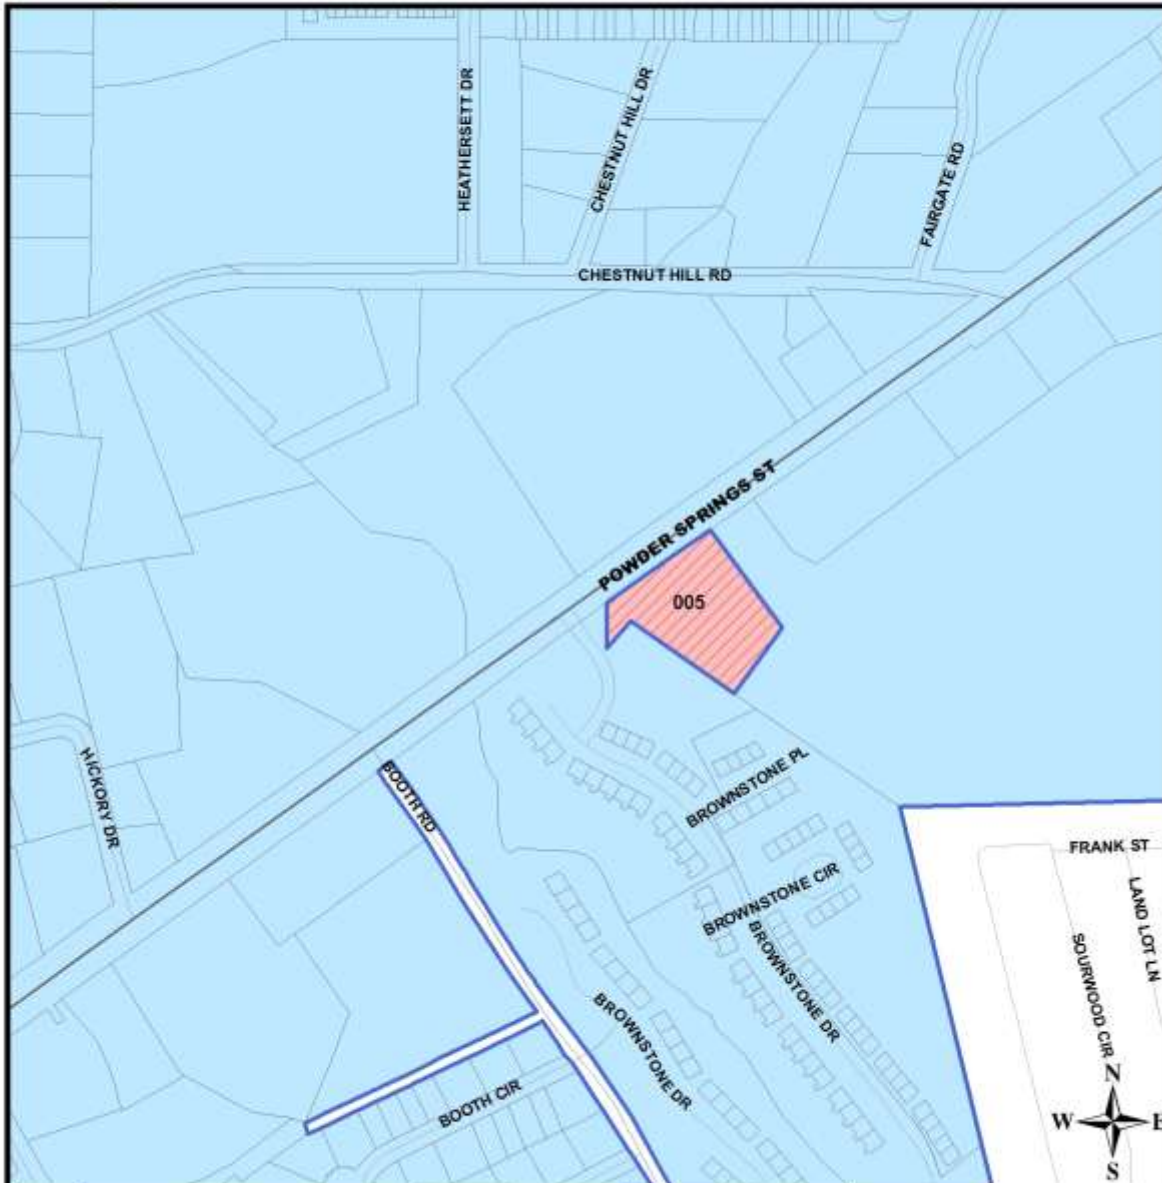 HEATHERSETT DR
CHESTNUT HILL DR
FAIRGATE RD
CHESTNUT HILL RD
POWDER SPRINGS ST
005
HICKORY DR
BOOTH RD
BROWNSTONE PL
FRANK ST
LAND LOT LN
BROWNSTONE CIR
SOURWOOD CIR
BROWNSTONE DR
BROWNSTONE DR
BOOTH CIR
N
W
E
S